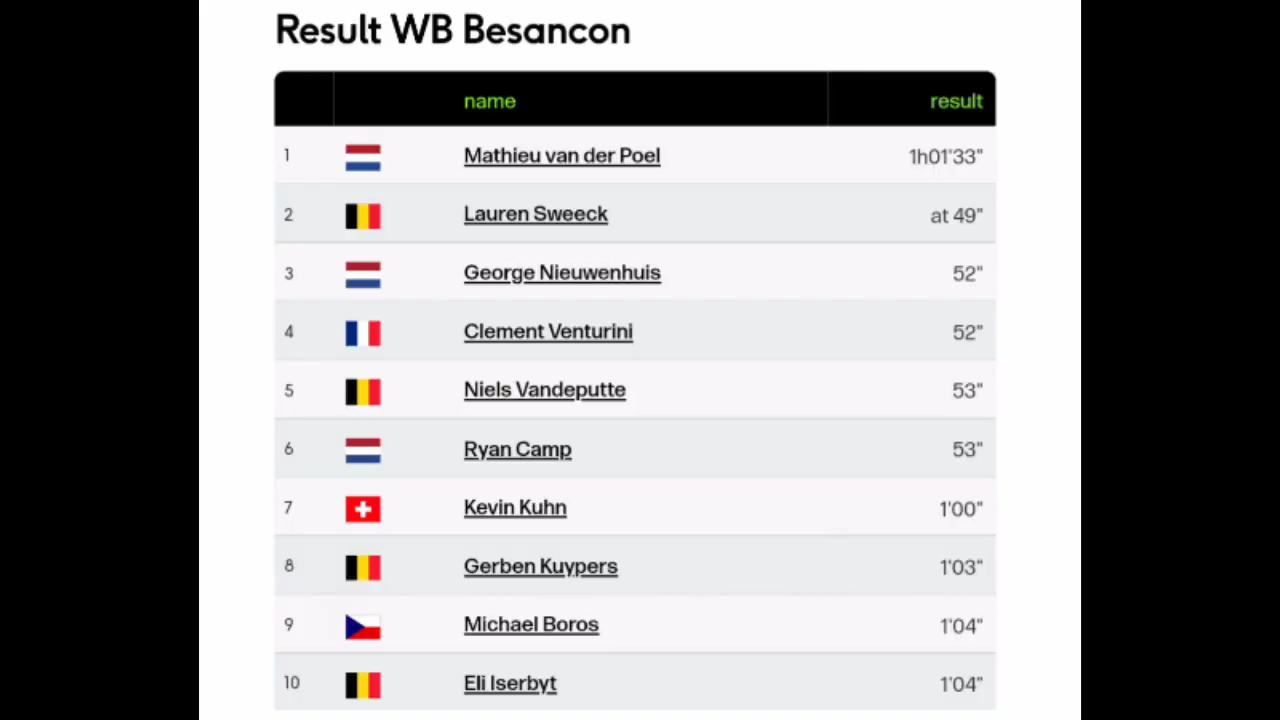 Result WB Besancon
name result
1 Mathieu van der Poel 1h01'33"
2 Lauren Sweeck at 49"
3 George Nieuwenhuis 52"
4 Clement Venturini 52"
5 Niels Vandeputte 53"
6 Ryan Camp 53"
7 Kevin Kuhn 1'00"
8 Gerben Kuypers 1'03"
9 Michael Boros 1'04"
10 Eli Iserbyt 1'04"